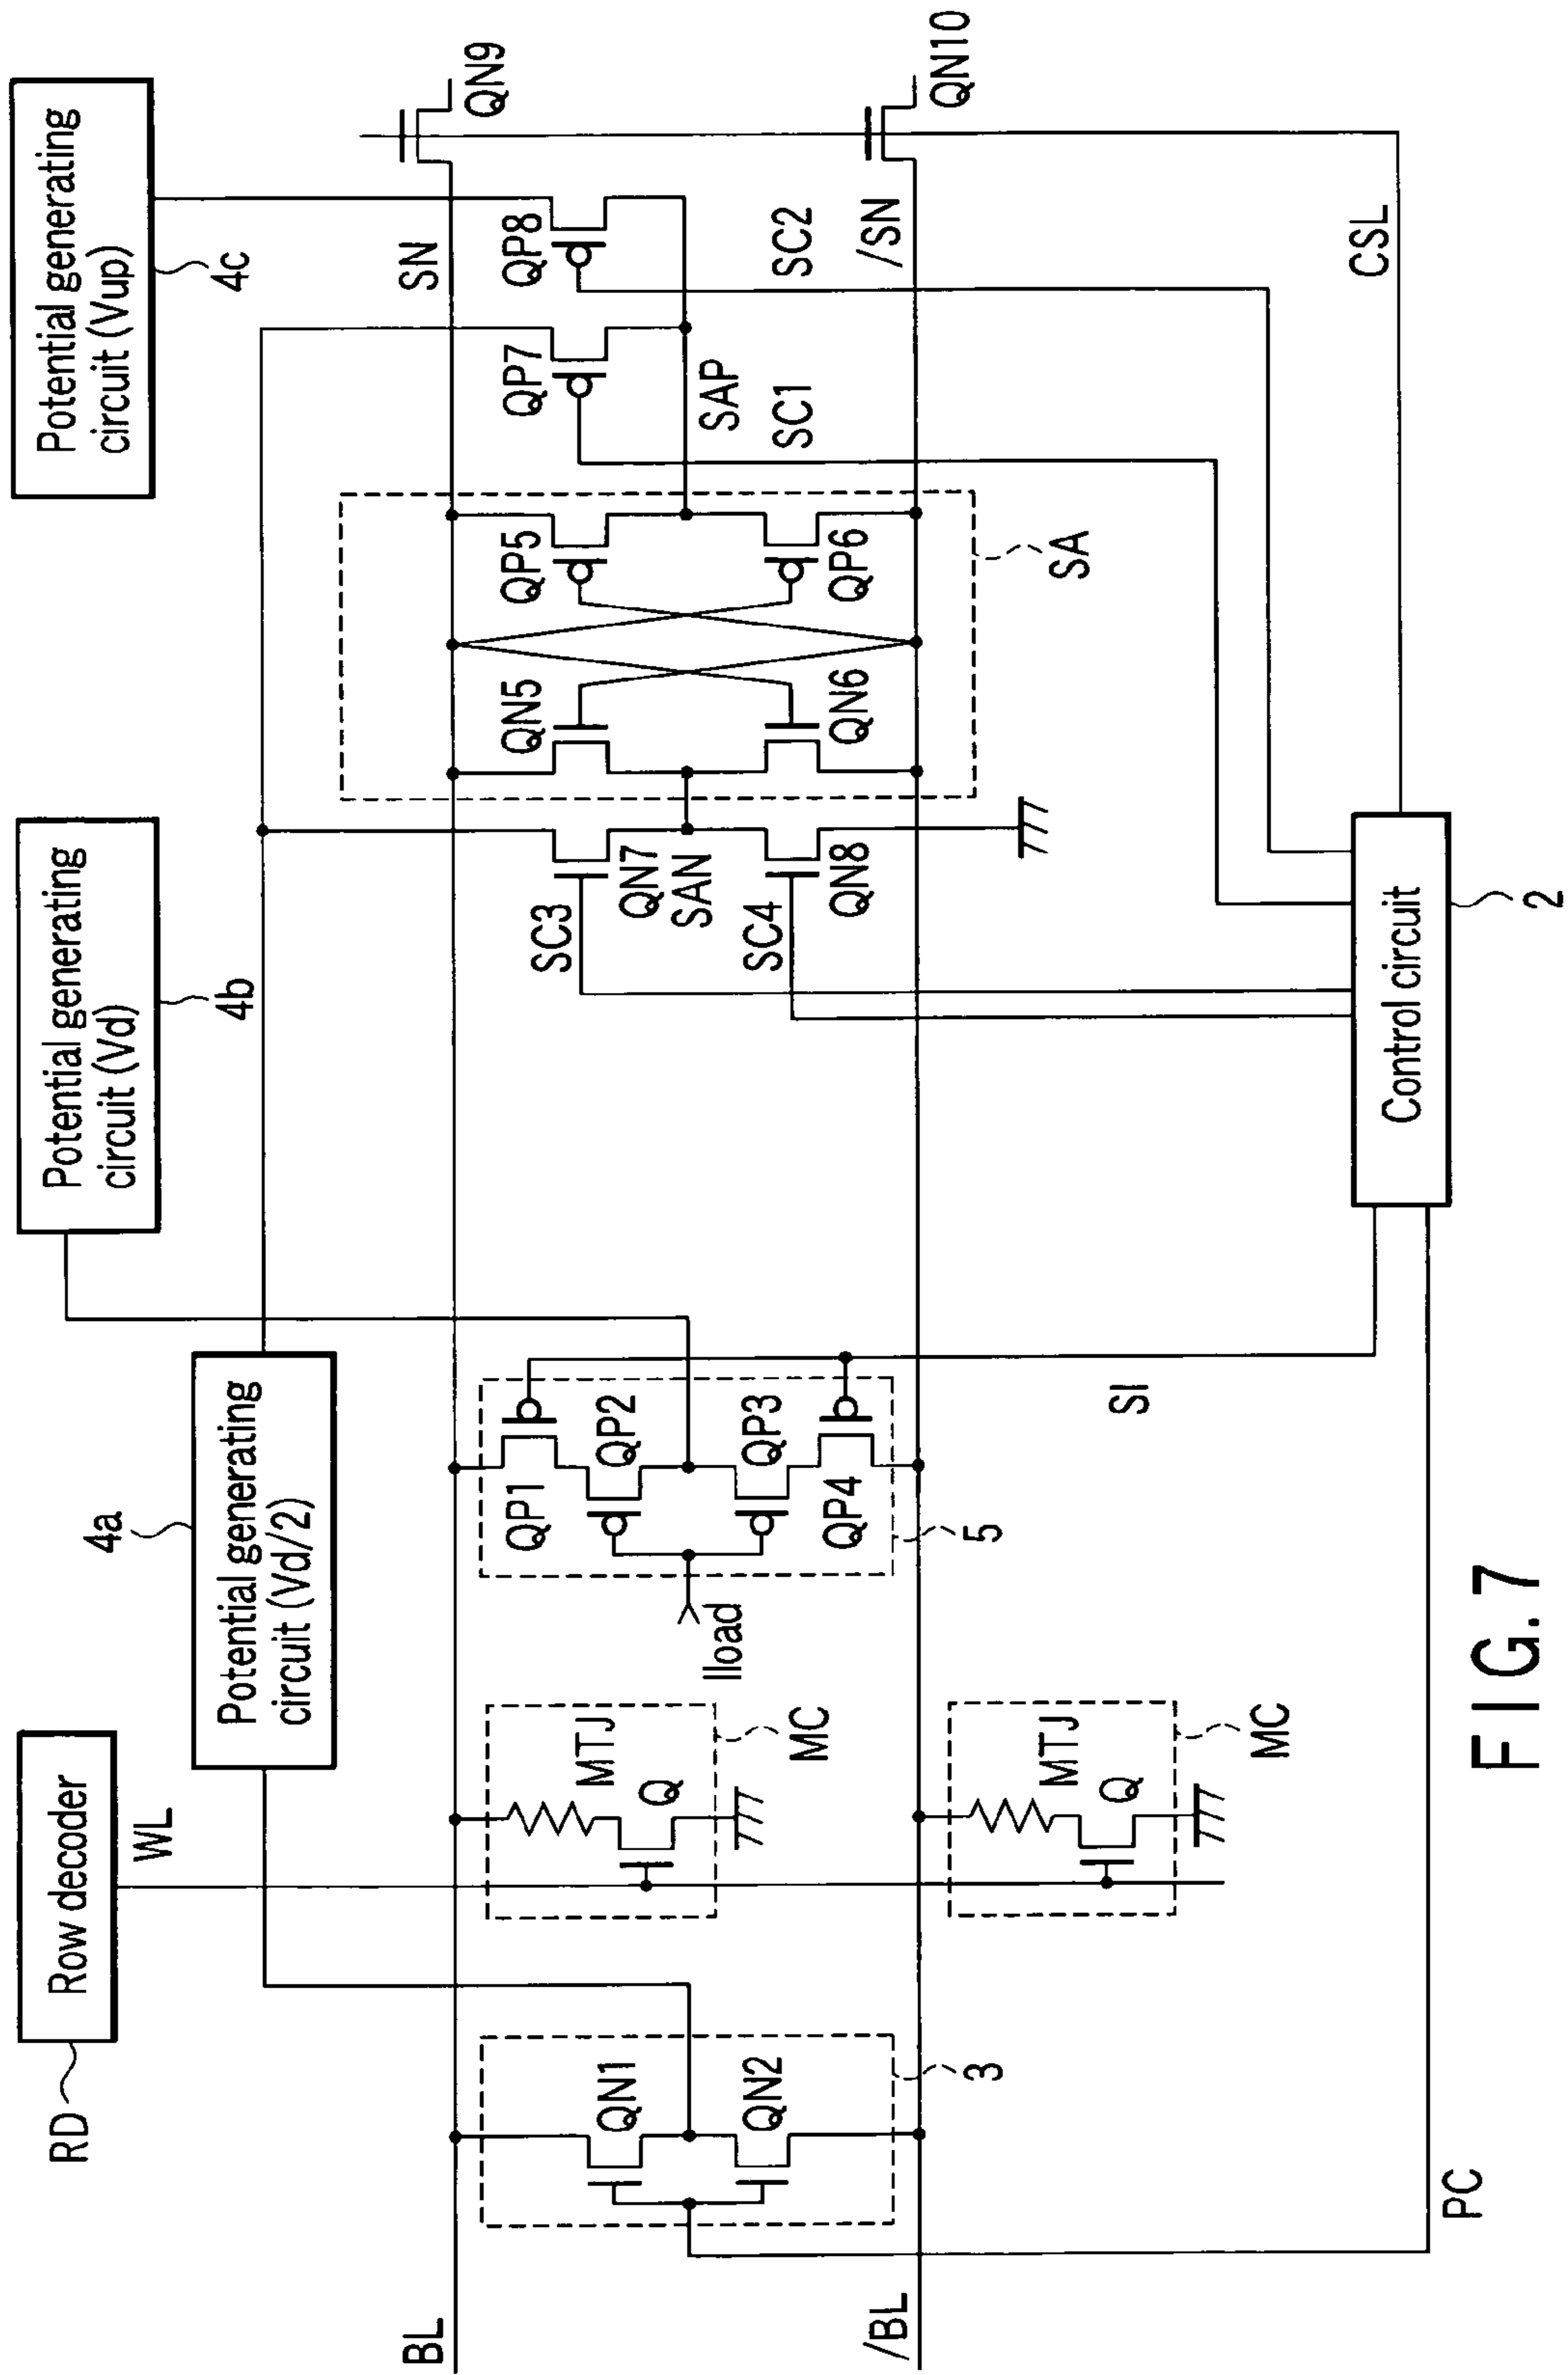 RD
Row decoder
WL
4a
Potential generating
circuit (Vd/2)
Potential generating
circuit (Vd)
4b
Potential generating
circuit (Vup)
4c
BL
/BL
QN1
QN2
3
PC
MTJ
Q
MC
MTJ
Q
MC
Iload
QP1
QP2
QP3
QP4
5
SI
SC3
QN7
SAN
SC4
QN8
QN5
QN6
QP5
QP6
SA
QP7
SAP
SC1
QP8
SC2
SN
/SN
QN9
QN10
CSL
Control circuit
2
FIG. 7